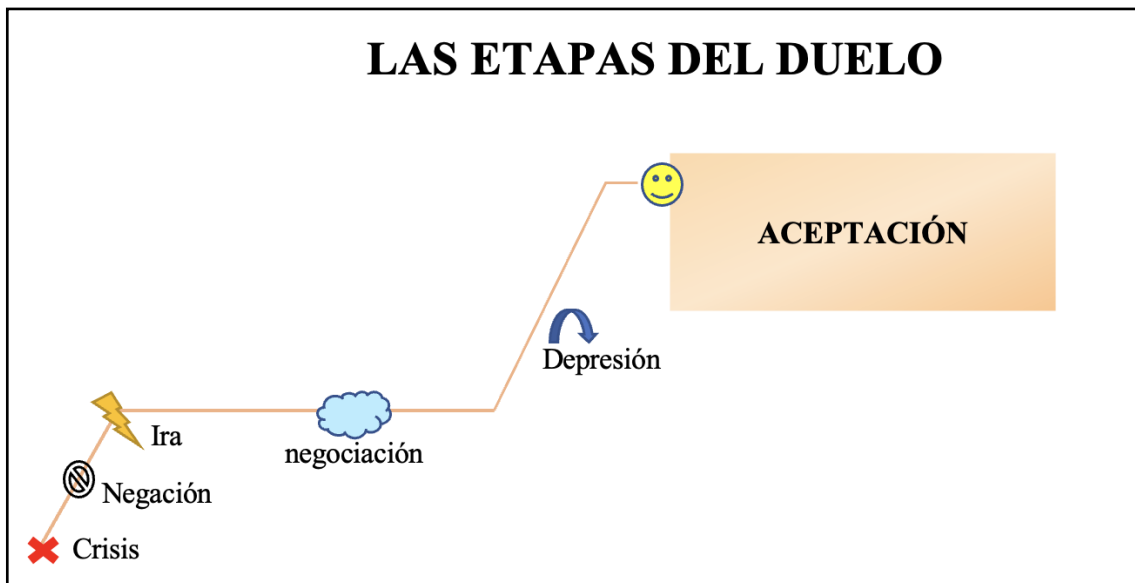 LAS ETAPAS DEL DUELO
ACEPTACIÓN
Depresión
Ira
negociación
Negación
Crisis